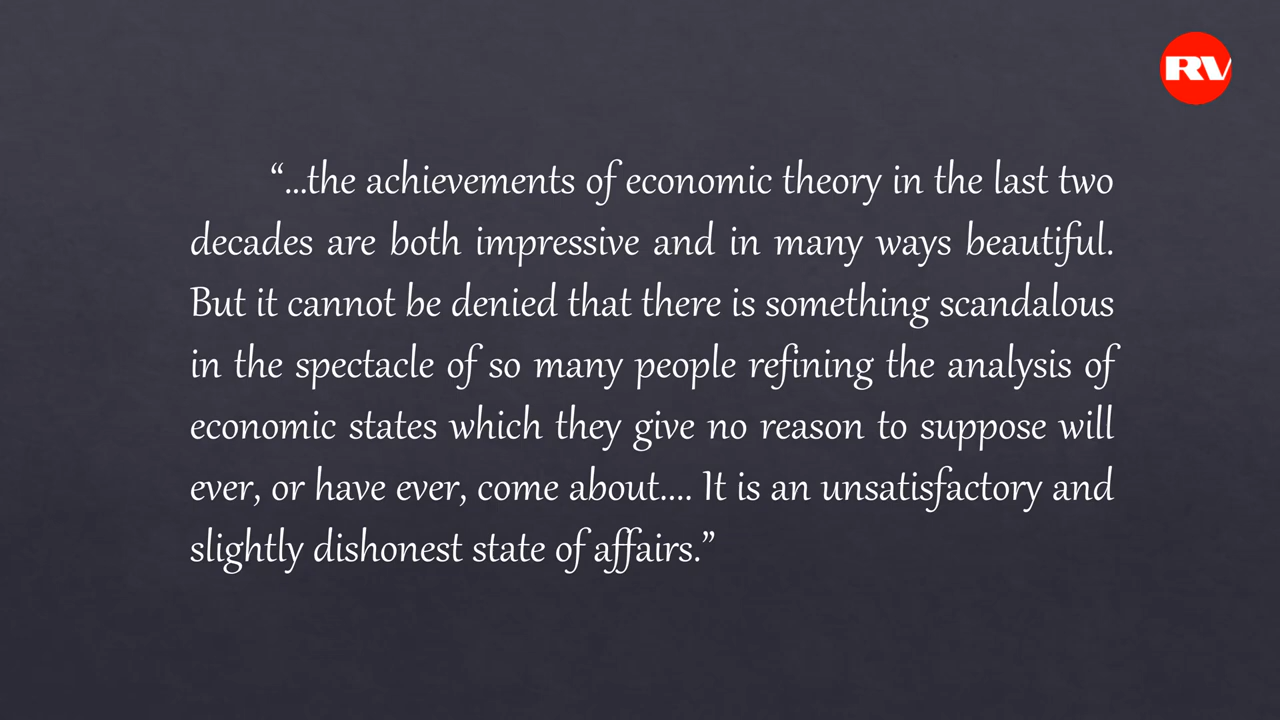 RV
“...the achievements of economic theory in the last two
decades are both impressive and in many ways beautiful.
But it cannot be denied that there is something scandalous
in the spectacle of so many people refining the analysis of
economic states which they give no reason to suppose will
ever, or have ever, come about.... It is an unsatisfactory and
slightly dishonest state of affairs.”